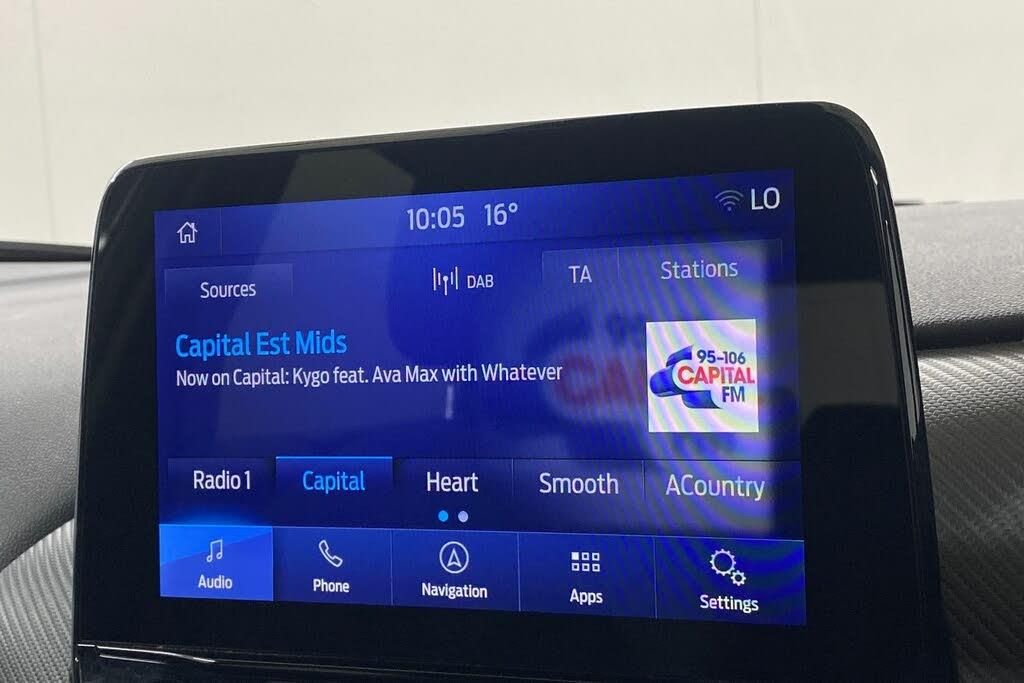 10:05 16° LO
Sources DAB TA Stations
Capital Est Mids
Now on Capital: Kygo feat. Ava Max with Whatever
95-106
CAPITAL
FM
Radio 1 Capital Heart Smooth ACountry
Audio Phone Navigation Apps Settings